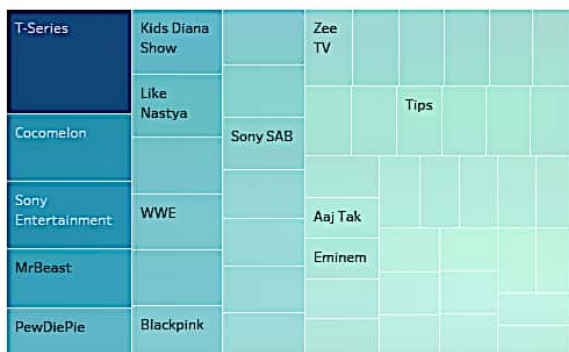 T-Series
Cocomelon
Sony
Entertainment
MrBeast
PewDiePie
Kids Diana
Show
Like
Nastya
WWE
Blackpink
Sony SAB
Zee
TV
Tips
Aaj Tak
Eminem